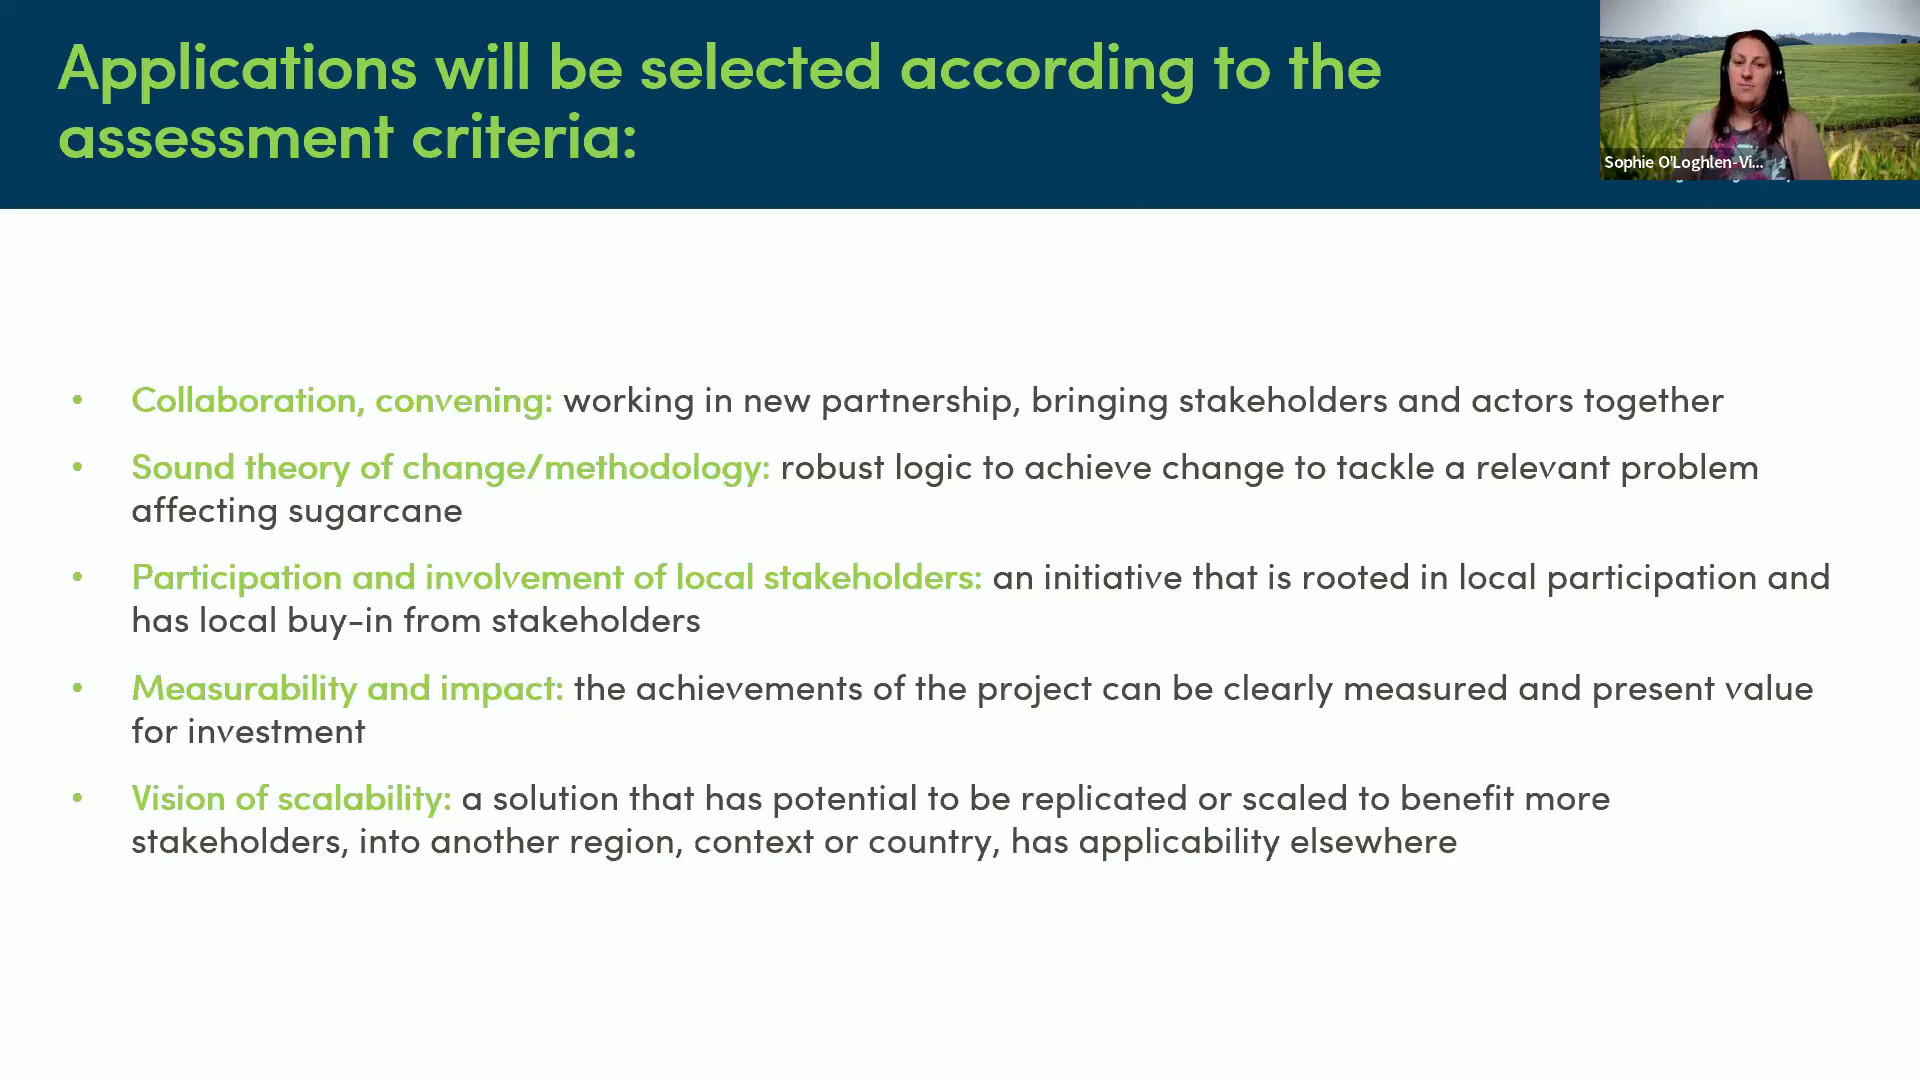 Applications will be selected according to the
assessment criteria:
Sophie O'Loghlen-Vi...
• Collaboration, convening: working in new partnership, bringing stakeholders and actors together
• Sound theory of change/methodology: robust logic to achieve change to tackle a relevant problem
affecting sugarcane
• Participation and involvement of local stakeholders: an initiative that is rooted in local participation and
has local buy-in from stakeholders
• Measurability and impact: the achievements of the project can be clearly measured and present value
for investment
• Vision of scalability: a solution that has potential to be replicated or scaled to benefit more
stakeholders, into another region, context or country, has applicability elsewhere